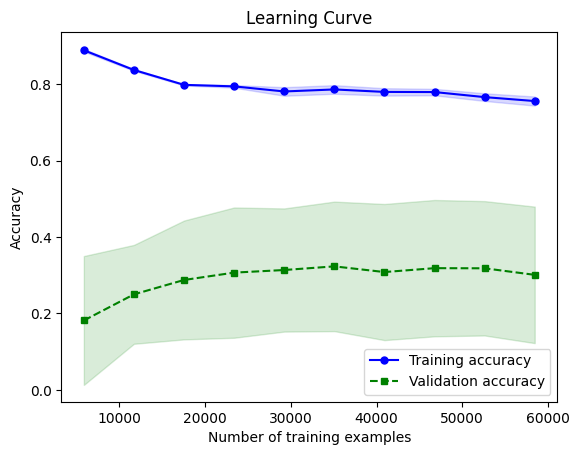 Learning Curve
0.8
0.6
0.4
0.2
0.0
Accuracy
Training accuracy
Validation accuracy
10000 20000 30000 40000 50000 60000
Number of training examples